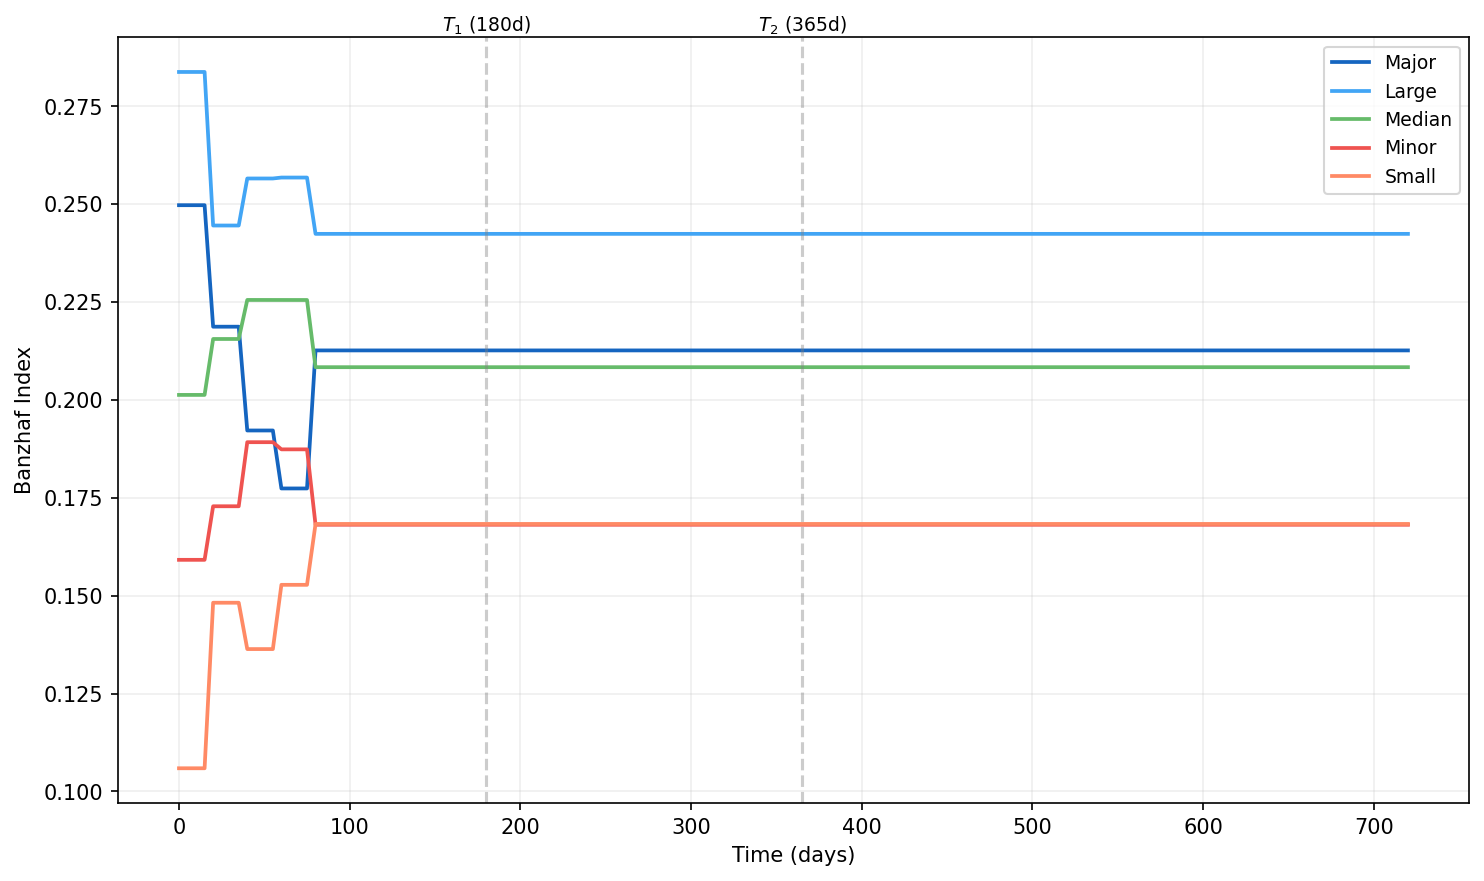 T₁ (180d) T₂ (365d)
Major
Large
Median
Minor
Small
0.275
0.250
0.225
0.200
0.175
0.150
0.125
0.100
Banzhaf Index
0 100 200 300 400 500 600 700
Time (days)